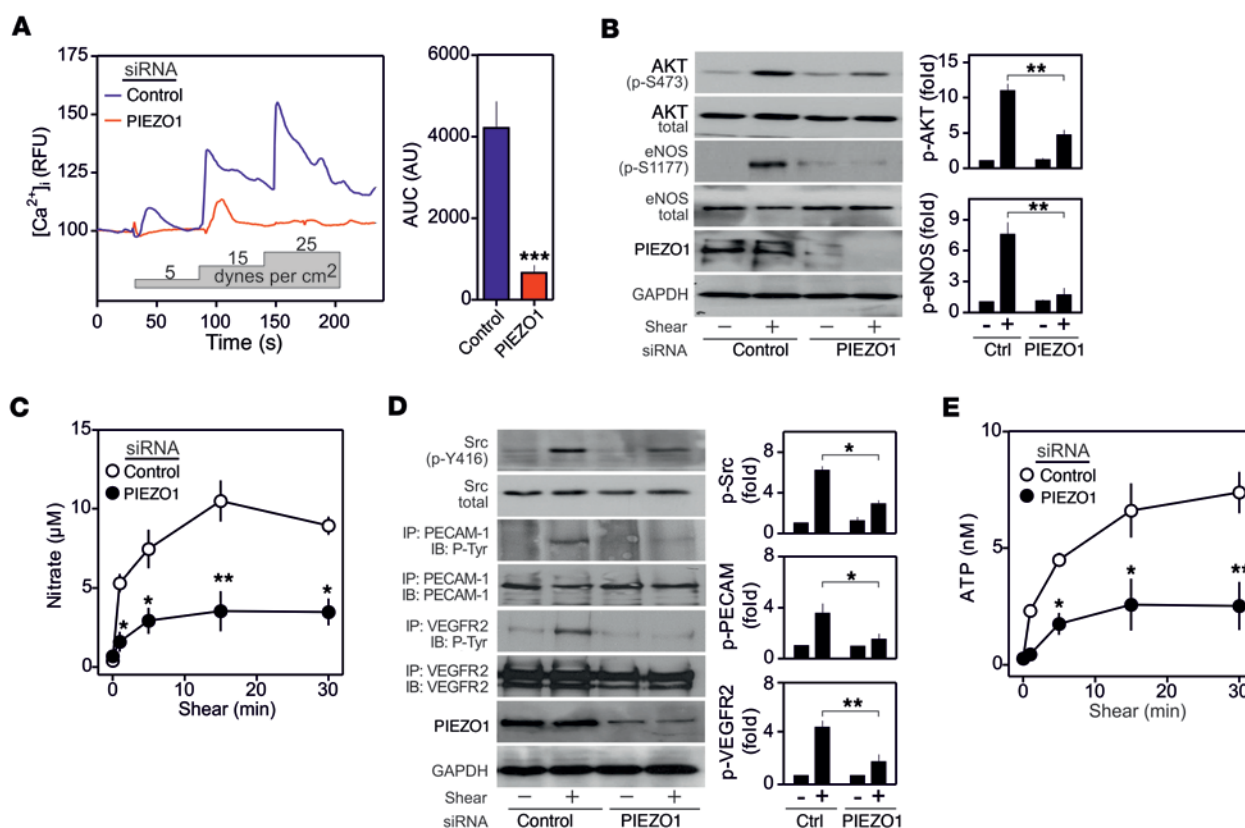 A
175
150
125
100
[Ca2+]i (RFU)
siRNA
Control
PIEZO1
5
15
25
dynes per cm2
0
50
100
150
200
Time (s)
6000
4000
2000
0
AUC (AU)
***
Control
PIEZO1
B
AKT
(p-S473)
AKT
total
eNOS
(p-S1177)
eNOS
total
PIEZO1
GAPDH
Shear
− + − +
siRNA
Control
PIEZO1
15
10
5
0
p-AKT (fold)
**
9
6
3
0
p-eNOS (fold)
**
- + - +
Ctrl
PIEZO1
C
15
10
5
0
Nitrate (µM)
siRNA
Control
PIEZO1
*
*
**
*
0
10
20
30
Shear (min)
D
Src
(p-Y416)
Src
total
IP: PECAM-1
IB: P-Tyr
IP: PECAM-1
IB: PECAM-1
IP: VEGFR2
IB: P-Tyr
IP: VEGFR2
IB: VEGFR2
PIEZO1
GAPDH
Shear
− + − +
siRNA
Control
PIEZO1
8
4
0
p-Src
(fold)
*
8
4
0
p-PECAM
(fold)
*
8
4
0
p-VEGFR2
(fold)
**
- + - +
Ctrl
PIEZO1
E
10
5
0
ATP (nM)
siRNA
Control
PIEZO1
*
*
**
0
10
20
30
Shear (min)